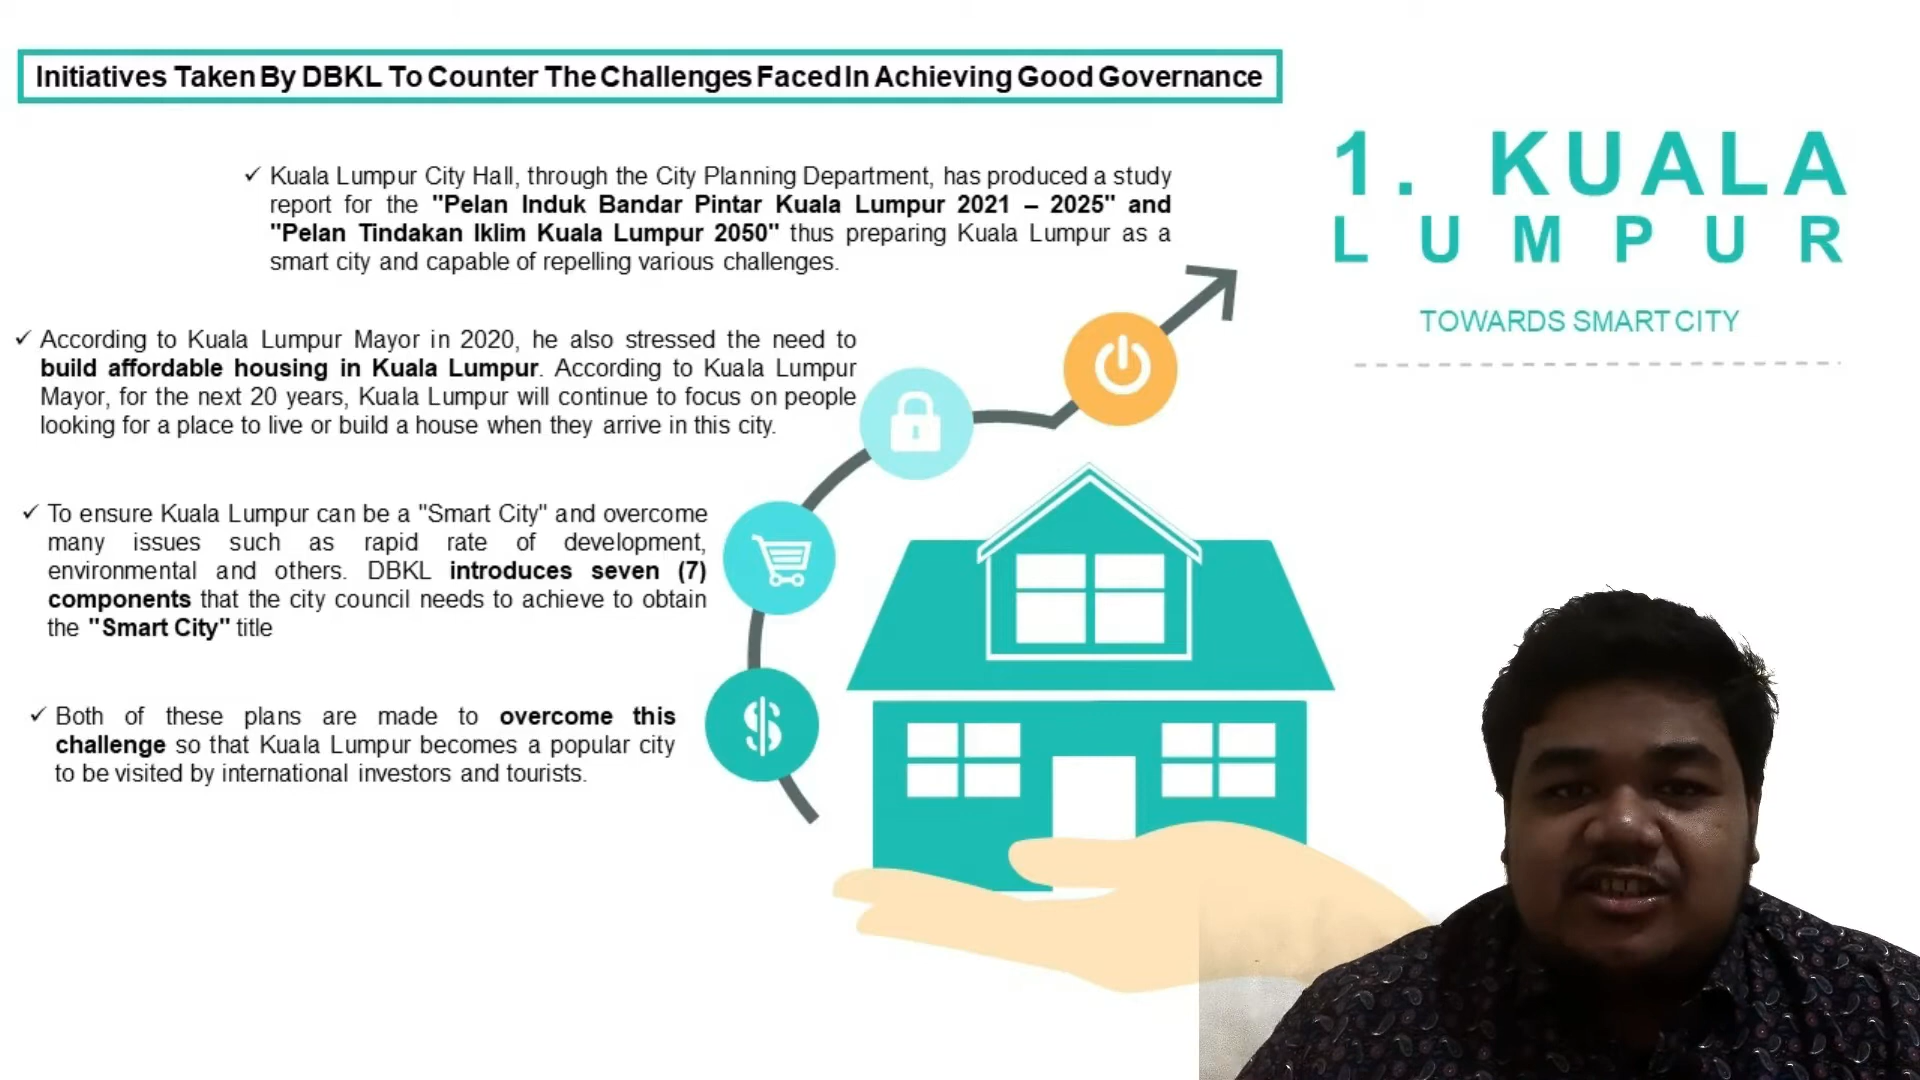 Initiatives Taken By DBKL To Counter The Challenges Faced In Achieving Good Governance
1. KUALA
LUMPUR
TOWARDS SMART CITY
✓ Kuala Lumpur City Hall, through the City Planning Department, has produced a study
report for the "Pelan Induk Bandar Pintar Kuala Lumpur 2021 – 2025" and
"Pelan Tindakan Iklim Kuala Lumpur 2050" thus preparing Kuala Lumpur as a
smart city and capable of repelling various challenges.
✓ According to Kuala Lumpur Mayor in 2020, he also stressed the need to
build affordable housing in Kuala Lumpur. According to Kuala Lumpur
Mayor, for the next 20 years, Kuala Lumpur will continue to focus on people
looking for a place to live or build a house when they arrive in this city.
✓ To ensure Kuala Lumpur can be a "Smart City" and overcome
many issues such as rapid rate of development,
environmental and others. DBKL introduces seven (7)
components that the city council needs to achieve to obtain
the "Smart City" title
✓ Both of these plans are made to overcome this
challenge so that Kuala Lumpur becomes a popular city
to be visited by international investors and tourists.
$